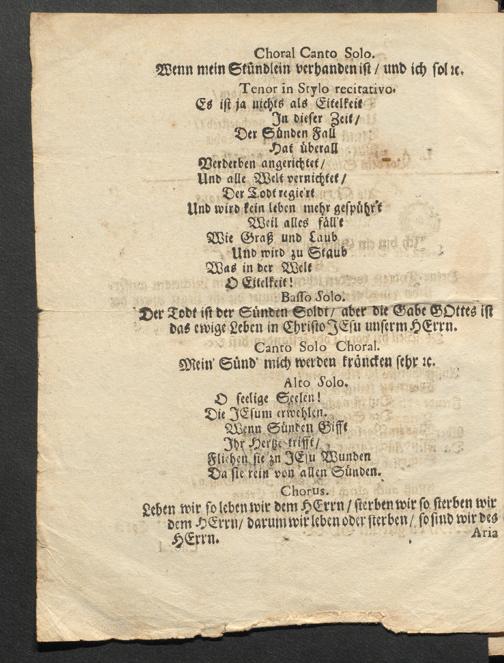 Choral Canto Solo.
Wenn mein Stündlein verhanden ist / und ich sol ꝛc.
Tenor in Stylo recitativo.
Es ist ja nichts als Eitelkeit
In dieser Zeit /
Der Sünden Fall
Hat überall
Verderben angerichtet /
Und alle Welt vernichtet /
Der Todt regie'rt
Und wird kein leben mehr gespühr't
Weil alles fäll't
Wie Graß und Laub
Und wird zu Staub
Was in der Welt
O Eitelkeit!
Basso Solo.
Der Todt ist der Sünden Soldt / aber die Gabe GOttes ist
das ewige Leben in Christo JEsu unserm HErrn.
Canto Solo Choral.
Mein' Sünd' mich werden kräncken sehr ꝛc.
Alto Solo.
O seelige Seelen!
Die JEsum erwehlen.
Wenn Sünden Gifft
Ihr Hertze trifft /
Fliehen sie zu JEsu Wunden
Da sie rein von allen Sünden.
Chorus.
Leben wir so leben wir dem HErrn / sterben wir so sterben wir
dem HErrn / darum wir leben oder sterben / so sind wir des
HErrn.
Aria